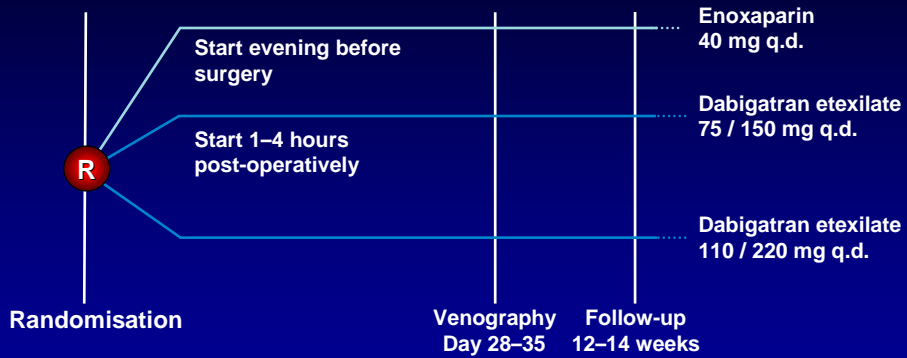 Enoxaparin
40 mg q.d.
Start evening before
surgery
Dabigatran etexilate
75 / 150 mg q.d.
Start 1–4 hours
post-operatively
R
Dabigatran etexilate
110 / 220 mg q.d.
Randomisation
Venography
Day 28–35
Follow-up
12–14 weeks